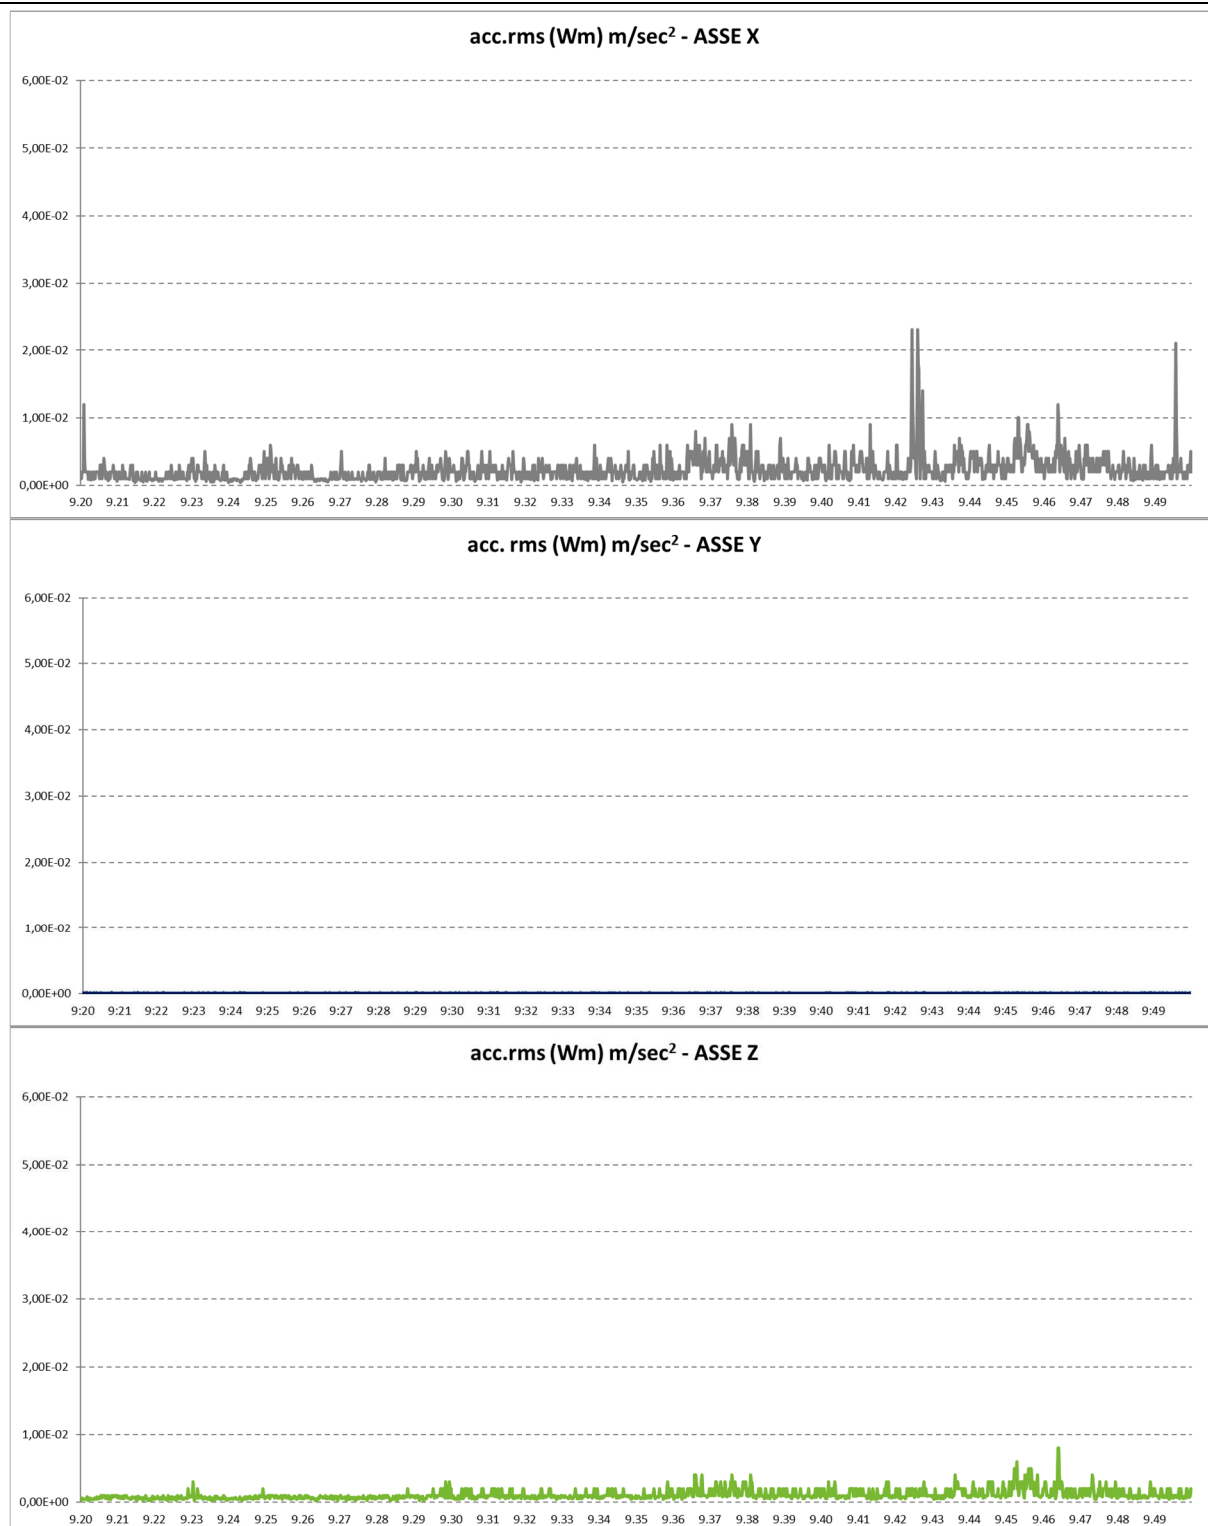 acc.rms (Wm) m/sec² - ASSE X
6,00E-02
5,00E-02
4,00E-02
3,00E-02
2,00E-02
1,00E-02
0,00E+00
9.20 9.21 9.22 9.23 9.24 9.25 9.26 9.27 9.28 9.29 9.30 9.31 9.32 9.33 9.34 9.35 9.36 9.37 9.38 9.39 9.40 9.41 9.42 9.43 9.44 9.45 9.46 9.47 9.48 9.49
acc. rms (Wm) m/sec² - ASSE Y
6,00E-02
5,00E-02
4,00E-02
3,00E-02
2,00E-02
1,00E-02
0,00E+00
9:20 9:21 9:22 9:23 9:24 9:25 9:26 9:27 9:28 9:29 9:30 9:31 9:32 9:33 9:34 9:35 9:36 9:37 9:38 9:39 9:40 9:41 9:42 9:43 9:44 9:45 9:46 9:47 9:48 9:49
acc.rms (Wm) m/sec² - ASSE Z
6,00E-02
5,00E-02
4,00E-02
3,00E-02
2,00E-02
1,00E-02
0,00E+00
9.20 9.21 9.22 9.23 9.24 9.25 9.26 9.27 9.28 9.29 9.30 9.31 9.32 9.33 9.34 9.35 9.36 9.37 9.38 9.39 9.40 9.41 9.42 9.43 9.44 9.45 9.46 9.47 9.48 9.49